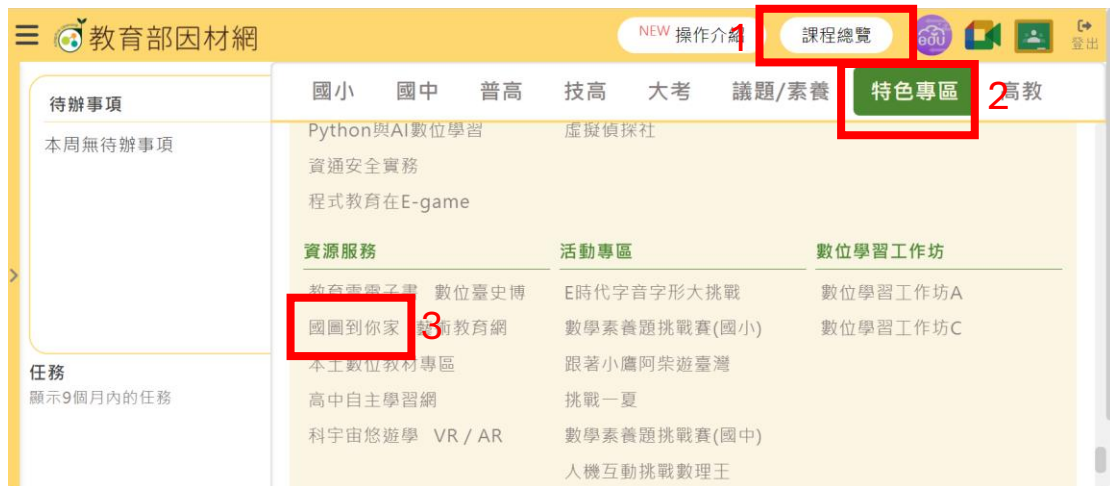 教育部因材網
NEW 操作介紹
1
課程總覽
edu
登出
國小 國中 普高 技高 大考 議題/素養 特色專區 2 高教
待辦事項
本周無待辦事項
Python與AI數位學習 虛擬偵探社
資通安全實務
程式教育在E-game
資源服務 活動專區 數位學習工作坊
教育雲電子書 數位臺史博 E時代字音字形大挑戰 數位學習工作坊A
國圖到你家 3 藝術教育網 數學素養題挑戰賽(國小) 數位學習工作坊C
本土數位教材專區 跟著小鷹阿柴遊臺灣
高中自主學習網 挑戰一夏
科宇宙悠遊學 VR / AR 數學素養題挑戰賽(國中)
人機互動挑戰數理王
任務
顯示9個月內的任務